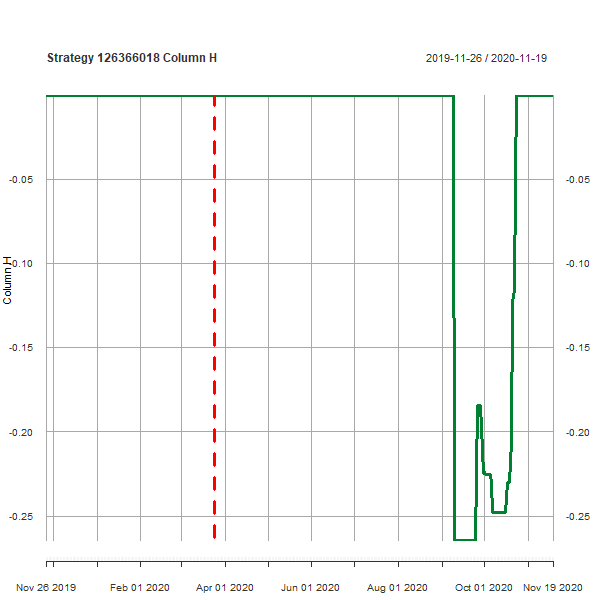 Strategy 126366018 Column H
2019-11-26 / 2020-11-19
-0.05 -0.05
-0.10 -0.10
Column H
-0.15 -0.15
-0.20 -0.20
-0.25 -0.25
Nov 26 2019 Feb 01 2020 Apr 01 2020 Jun 01 2020 Aug 01 2020 Oct 01 2020 Nov 19 2020